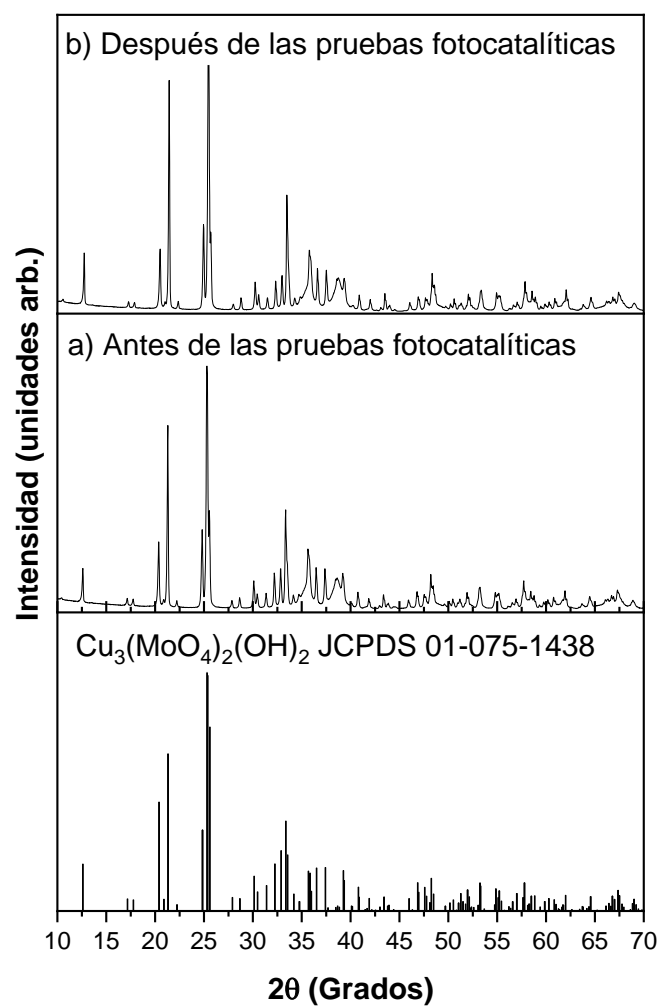 b) Después de las pruebas fotocatalíticas
a) Antes de las pruebas fotocatalíticas
Cu₃(MoO₄)₂(OH)₂ JCPDS 01-075-1438
Intensidad (unidades arb.)
10 15 20 25 30 35 40 45 50 55 60 65 70
2θ (Grados)